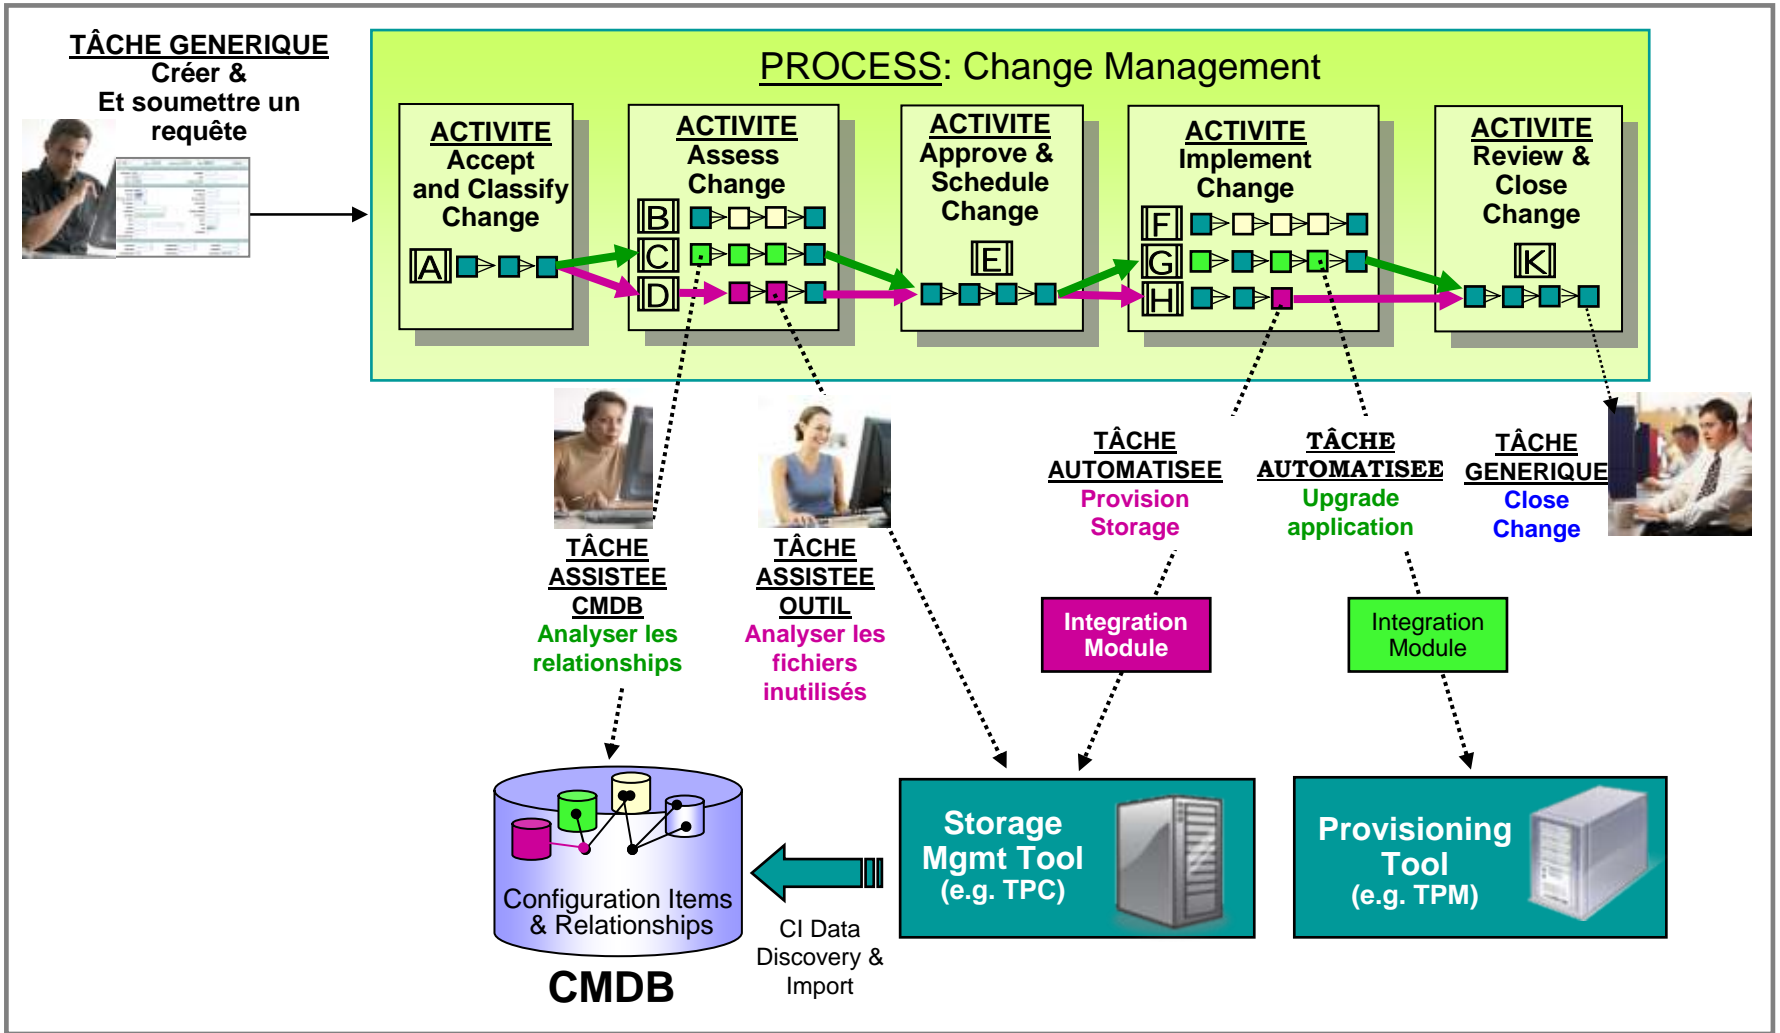 TÂCHE GENÉRIQUE
Créer &
Et soumettre un
requête
PROCESS: Change Management
ACTIVITE
Accept
and Classify
Change
A
ACTIVITE
Assess
Change
B
C
D
ACTIVITE
Approve &
Schedule
Change
E
ACTIVITE
Implement
Change
F
G
H
ACTIVITE
Review &
Close
Change
K
TÂCHE
ASSISTEE
CMDB
Analyser les
relationships
TÂCHE
ASSISTEE
OUTIL
Analyser les
fichiers
inutilisés
TÂCHE
AUTOMATISEE
Provision
Storage
TÂCHE
AUTOMATISEE
Upgrade
application
TÂCHE
GENERIQUE
Close
Change
Integration
Module
Integration
Module
Configuration Items
& Relationships
CMDB
CI Data
Discovery &
Import
Storage
Mgmt Tool
(e.g. TPC)
Provisioning
Tool
(e.g. TPM)